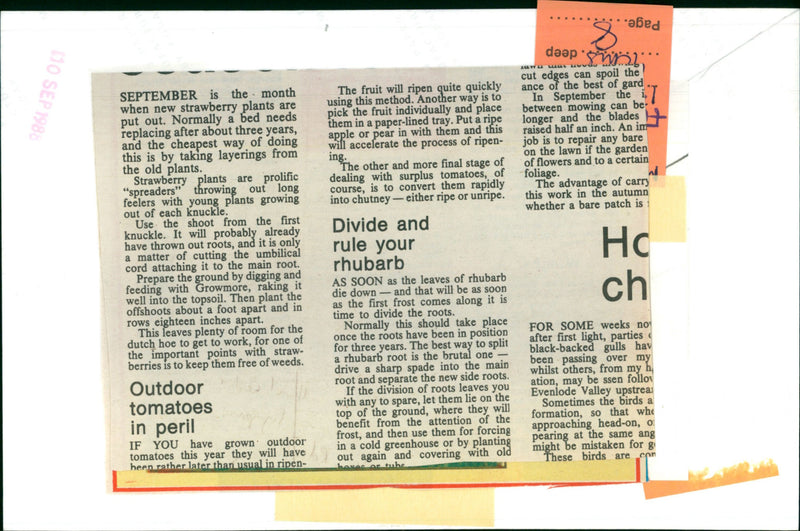 Page
8
deep
10 SEP 1986
SEPTEMBER is the month
when new strawberry plants are
put out. Normally a bed needs
replacing after about three years,
and the cheapest way of doing
this is by taking layerings from
the old plants.
Strawberry plants are prolific
"spreaders" throwing out long
feelers with young plants growing
out of each knuckle.
Use the shoot from the first
knuckle. It will probably already
have thrown out roots, and it is only
a matter of cutting the umbilical
cord attaching it to the main root.
Prepare the ground by digging and
feeding with Growmore, raking it
well into the topsoil. Then plant the
offshoots about a foot apart and in
rows eighteen inches apart.
This leaves plenty of room for the
dutch hoe to get to work, for one of
the important points with straw-
berries is to keep them free of weeds.
Outdoor
tomatoes
in peril
IF YOU have grown outdoor
tomatoes this year they will have
been rather later than usual in ripen-
The fruit will ripen quite quickly
using this method. Another way is to
pick the fruit individually and place
them in a paper-lined tray. Put a ripe
apple or pear in with them and this
will accelerate the process of ripen-
ing.
The other and more final stage of
dealing with surplus tomatoes, of
course, is to convert them rapidly
into chutney — either ripe or unripe.
Divide and
rule your
rhubarb
AS SOON as the leaves of rhubarb
die down — and that will be as soon
as the first frost comes along it is
time to divide the roots.
Normally this should take place
once the roots have been in position
for three years. The best way to split
a rhubarb root is the brutal one —
drive a sharp spade into the main
root and separate the new side roots.
If the division of roots leaves you
with any to spare, let them lie on the
top of the ground, where they will
benefit from the attention of the
frost, and then use them for forcing
in a cold greenhouse or by planting
out again and covering with old
boxes or tubs.
lawn that needs
cut edges can spoil the
ance of the best of gard
In September the
between mowing can be
longer and the blades
raised half an inch. An im
job is to repair any bare
on the lawn if the garden
of flowers and to a certain
foliage.
The advantage of carry
this work in the autumn
whether a bare patch is
Ho
ch
FOR SOME weeks now
after first light, parties
black-backed gulls hav
been passing over my
whilst others, from my h
ation, may be ssen follow
Evenlode Valley upstrea
Sometimes the birds a
formation, so that whe
approaching head-on, o
pearing at the same ang
might be mistaken for g
These birds are con